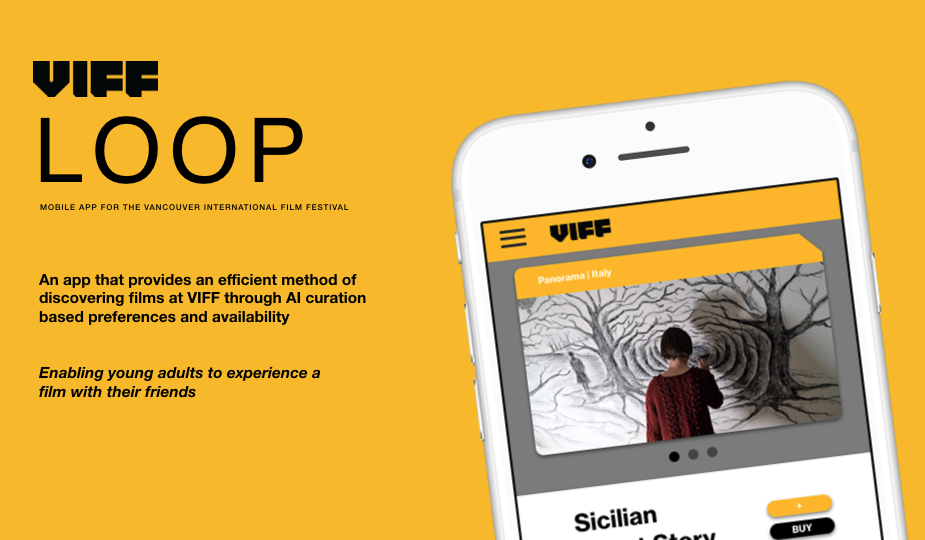 VIFF
LOOP
MOBILE APP FOR THE VANCOUVER INTERNATIONAL FILM FESTIVAL
An app that provides an efficient method of
discovering films at VIFF through AI curation
based preferences and availability
Enabling young adults to experience a
film with their friends
VIFF
Panorama | Italy
Sicilian
Story
+
BUY